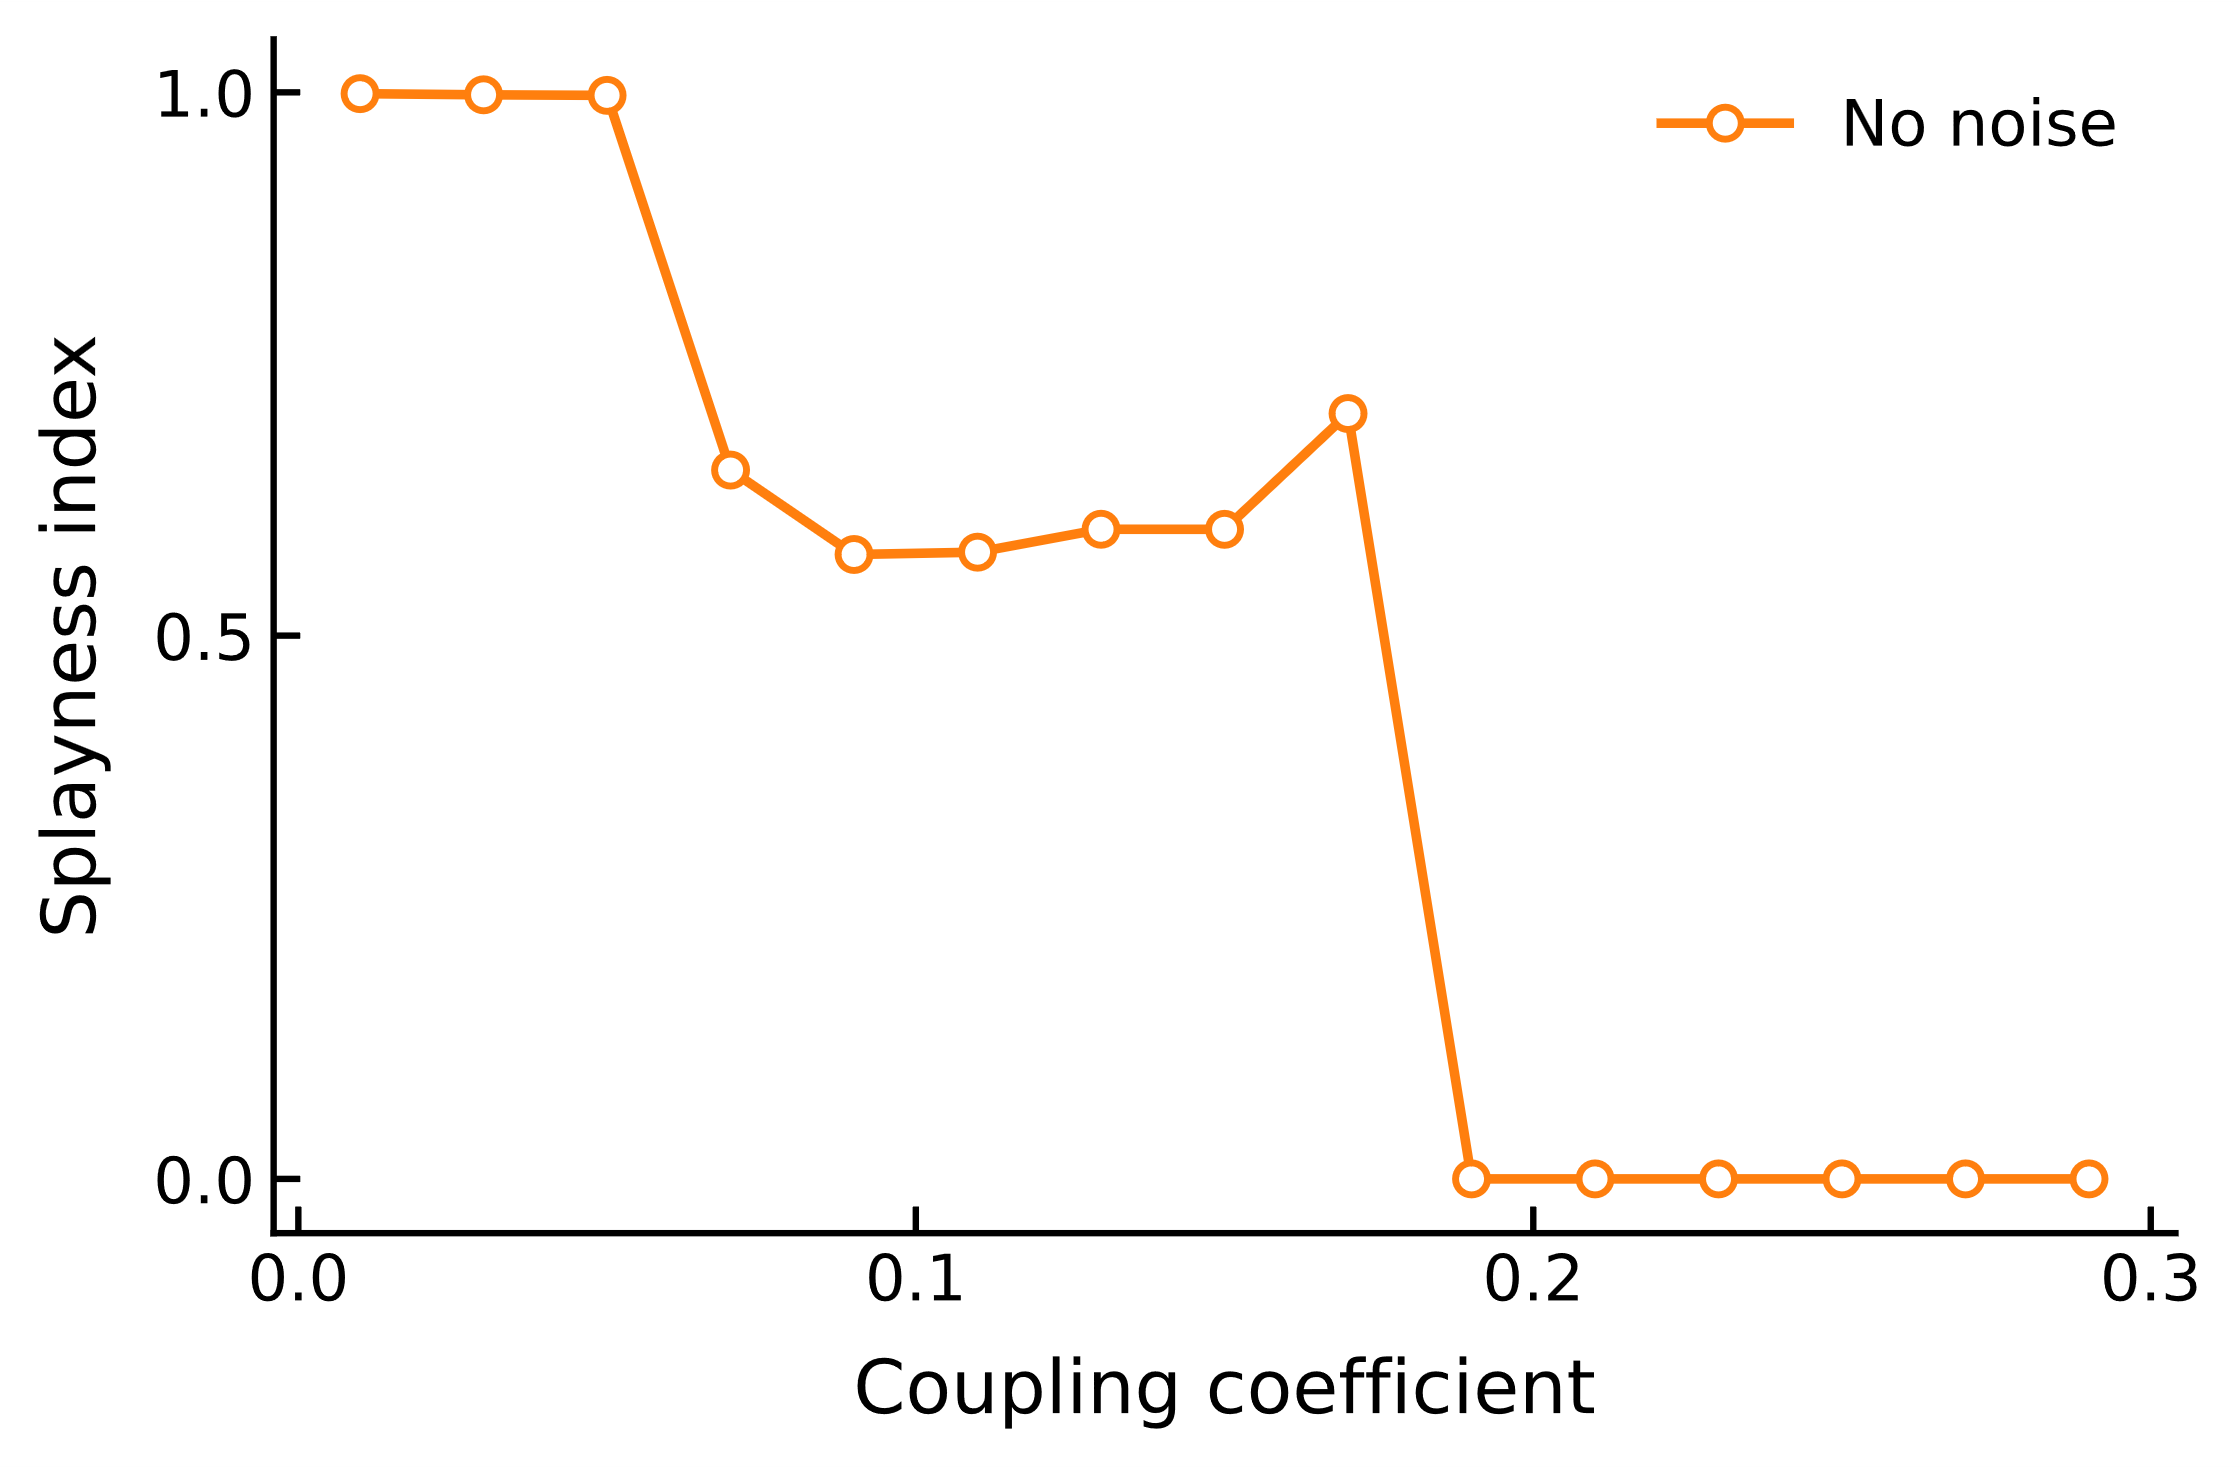 No noise
Splayness index
1.0
0.5
0.0
0.0 0.1 0.2 0.3
Coupling coefficient